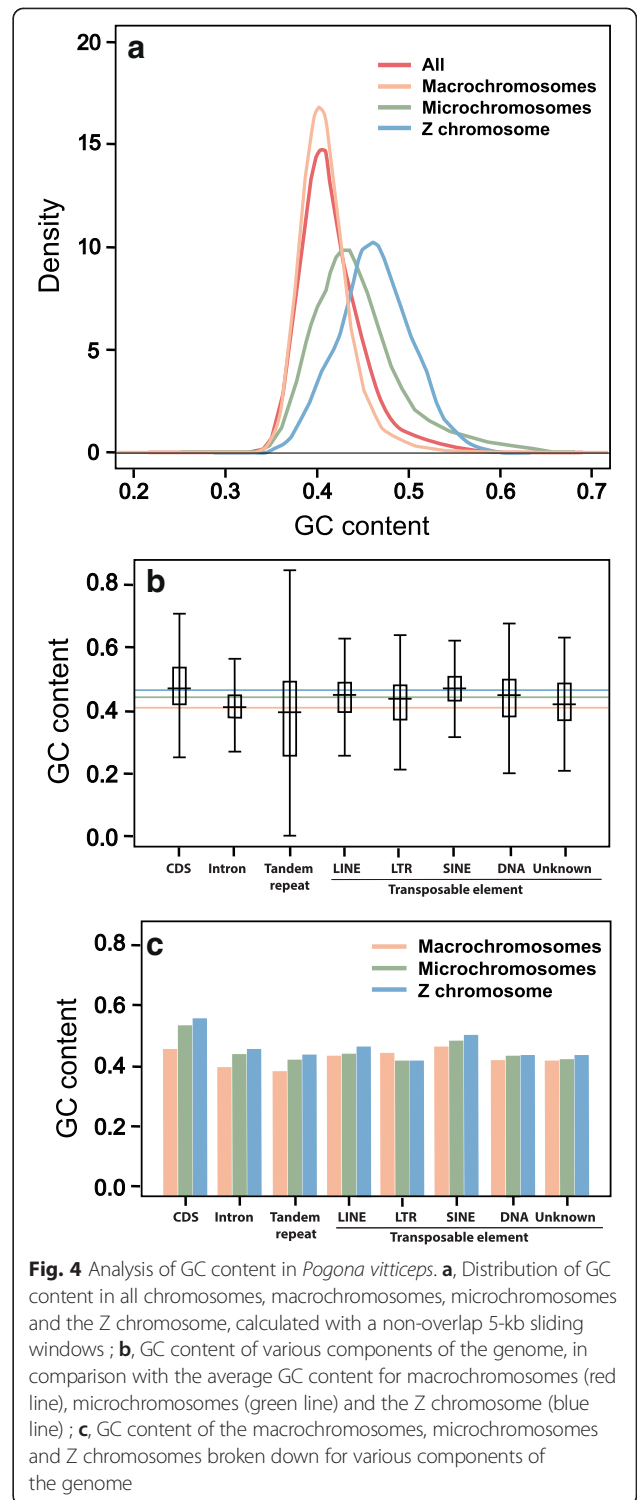 a
20
15
10
5
0
Density
All
Macrochromosomes
Microchromosomes
Z chromosome
0.2 0.3 0.4 0.5 0.6 0.7
GC content
b
0.8
0.6
0.4
0.2
0.0
GC content
CDS Intron Tandem LINE LTR SINE DNA Unknown
repeat Transposable element
c
0.8
0.6
0.4
0.2
0.0
GC content
Macrochromosomes
Microchromosomes
Z chromosome
CDS Intron Tandem LINE LTR SINE DNA Unknown
repeat Transposable element
Fig. 4 Analysis of GC content in Pogona vitticeps. a, Distribution of GC
content in all chromosomes, macrochromosomes, microchromosomes
and the Z chromosome, calculated with a non-overlap 5-kb sliding
windows ; b, GC content of various components of the genome, in
comparison with the average GC content for macrochromosomes (red
line), microchromosomes (green line) and the Z chromosome (blue
line) ; c, GC content of the macrochromosomes, microchromosomes
and Z chromosomes broken down for various components of
the genome